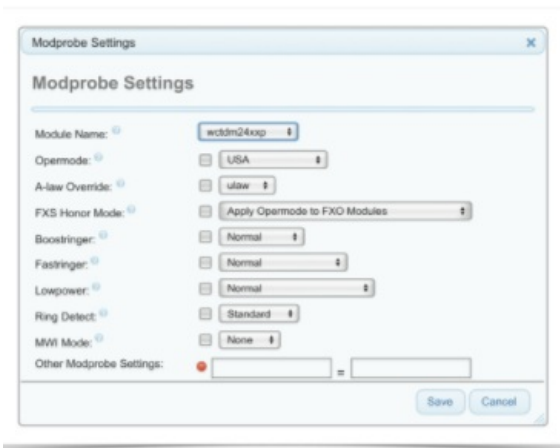 Modprobe Settings
Modprobe Settings
Module Name: wctdm24xxp
Opermode: USA
A-law Override: ulaw
FXS Honor Mode: Apply Opermode to FXO Modules
Boostringer: Normal
Fastringer: Normal
Lowpower: Normal
Ring Detect: Standard
MWI Mode: None
Other Modprobe Settings: =
Save Cancel